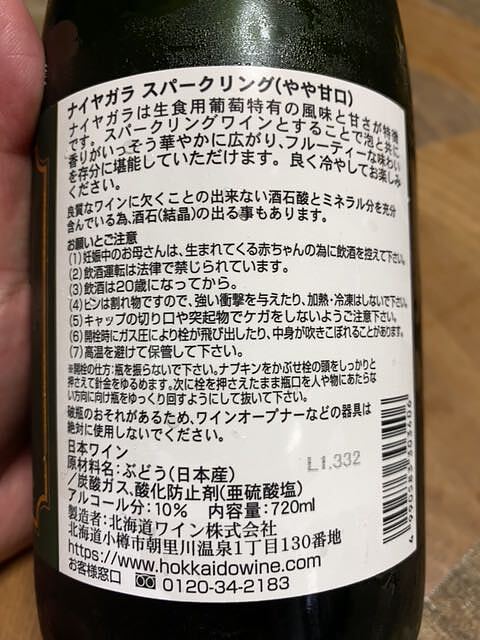 ナイヤガラ スパークリング(やや甘口)
ナイヤガラは生食用葡萄特有の風味と甘さが特徴
です。スパークリングワインとすることで泡と共に
香りがいっそう華やかに広がり、フルーティーな味わい
を存分に堪能していただけます。良く冷やしてお楽しみ
ください。
良質なワインに欠くことの出来ない酒石酸とミネラル分を充分
含んでいる為、酒石(結晶)の出る事もあります。
お願いとご注意
(1)妊娠中のお母さんは、生まれてくる赤ちゃんの為に飲酒を控えて下さい。
(2)飲酒運転は法律で禁じられています。
(3)飲酒は20歳になってから。
(4)ビンは割れ物ですので、強い衝撃を与えたり、加熱・冷凍はしないで下さい。
(5)キャップの切り口や突起物でケガをしないようご注意下さい。
(6)開栓時にガス圧により栓が飛び出したり、中身が吹きこぼれることがあります。
(7)高温を避けて保管して下さい。
※開栓の仕方:瓶を振らないで下さい。ナプキンをかぶせ栓の頭をしっかりと
押さえて針金をゆるめます。次に栓を押さえたまま瓶口を人や物にあたらな
い方向に向け瓶をゆっくり回すようにして抜いて下さい。
破瓶のおそれがあるため、ワインオープナーなどの器具は
絶対に使用しないでください。
日本ワイン
原材料名:ぶどう(日本産)
/炭酸ガス、酸化防止剤(亜硫酸塩)
アルコール分:10% 内容量:720ml
製造者:北海道ワイン株式会社
北海道小樽市朝里川温泉1丁目130番地
https://www.hokkaidowine.com
お客様窓口 0120-34-2183
L1.332
4 990583 303606